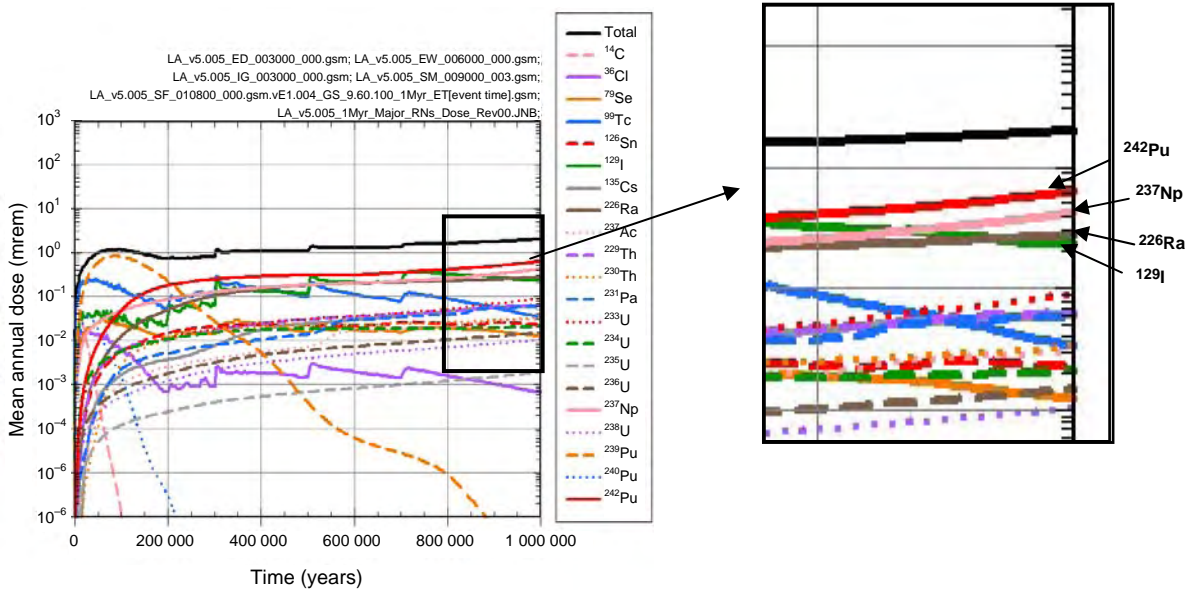 LA_v5.005_ED_003000_000.gsm; LA_v5.005_EW_006000_000.gsm;
LA_v5.005_IG_003000_000.gsm; LA_v5.005_SM_009000_003.gsm;
LA_v5.005_SF_010800_000.gsm.vE1.004_GS_9.60.100_1Myr_ET[event time].gsm;
LA_v5.005_1Myr_Major_RNs_Dose_Rev00.JNB;
Mean annual dose (mrem)
10³
10²
10¹
10⁰
10⁻¹
10⁻²
10⁻³
10⁻⁴
10⁻⁶
10⁻⁶
0
200 000
400 000
600 000
800 000
1 000 000
Time (years)
Total
¹⁴C
³⁶Cl
⁷⁹Se
⁹⁹Tc
¹²⁶Sn
¹²⁹I
¹³⁵Cs
²²⁶Ra
²³⁷Ac
²²⁹Th
²³⁰Th
²³¹Pa
²³³U
²³⁴U
²³⁵U
²³⁶U
²³⁷Np
²³⁸U
²³⁹Pu
²⁴⁰Pu
²⁴²Pu
²⁴²Pu
²³⁷Np
²²⁶Ra
¹²⁹I